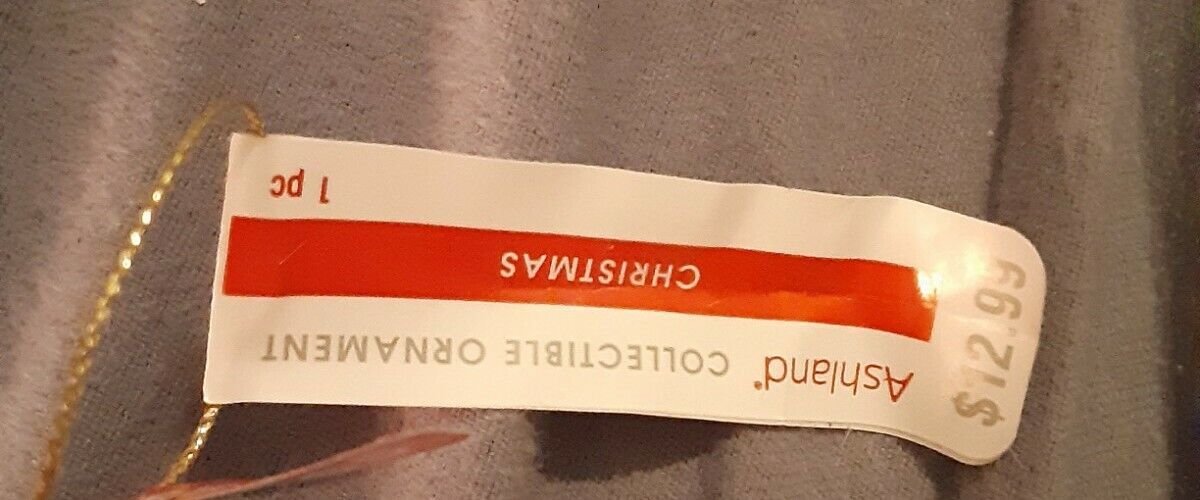 Ashland® COLLECTIBLE ORNAMENT
CHRISTMAS
1 pc
$12.99